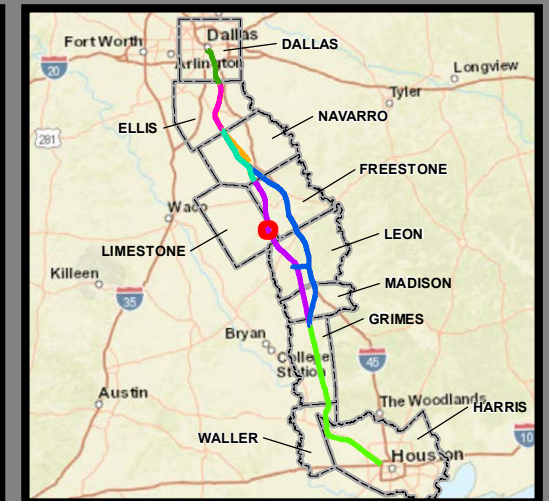 Dallas
Fort Worth
DALLAS
Arlington
20
Longview
Tyler
ELLIS
NAVARRO
281
FREESTONE
Waco
LEON
LIMESTONE
Killeen
MADISON
35
GRIMES
Bryan
College
Station
45
Austin
The Woodlands
HARRIS
WALLER
10
Houston